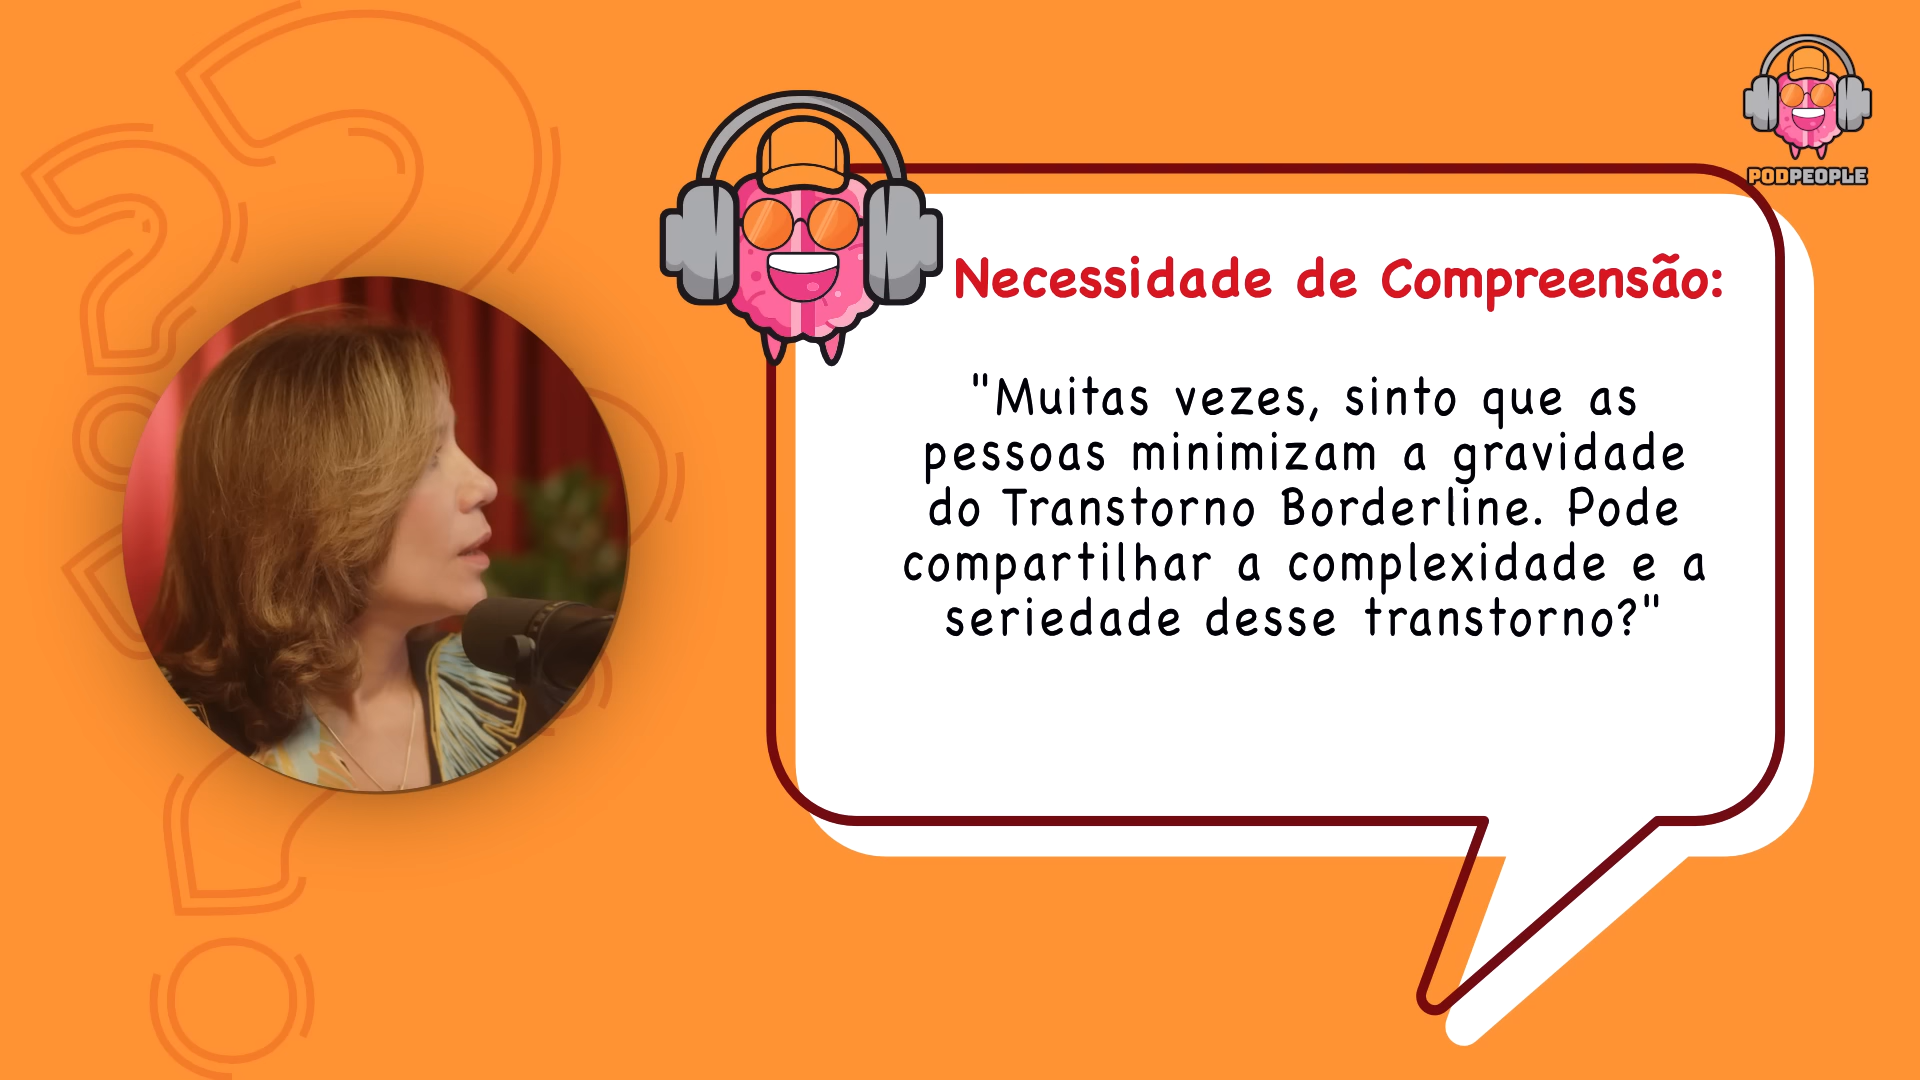 PODPEOPLE
Necessidade de Compreensão:
"Muitas vezes, sinto que as
pessoas minimizam a gravidade
do Transtorno Borderline. Pode
compartilhar a complexidade e a
seriedade desse transtorno?"